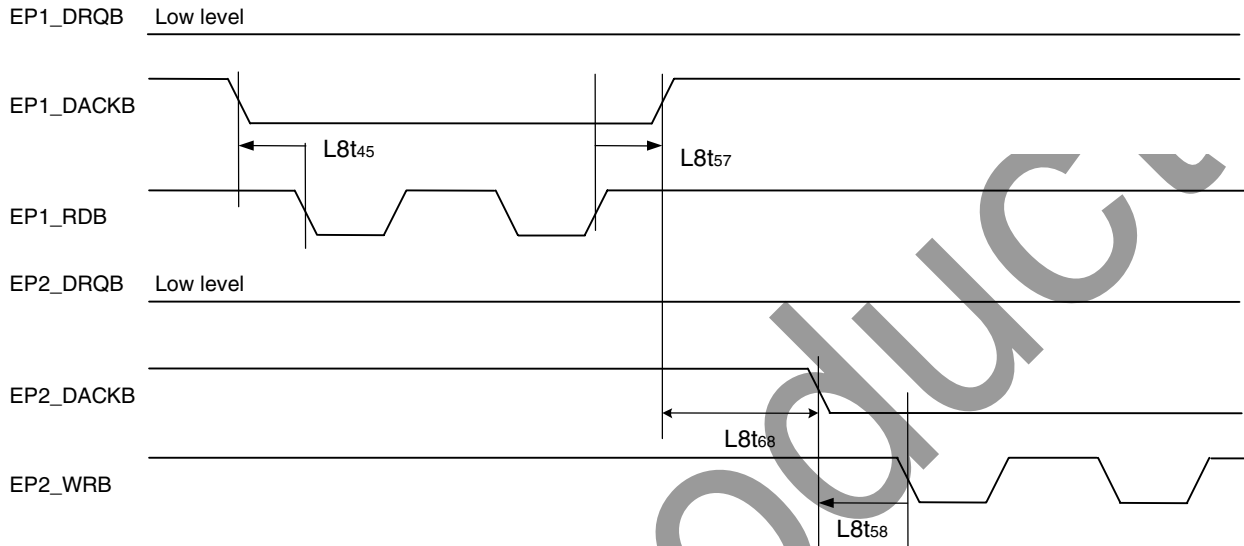 EP1_DRQB Low level
EP1_DACKB
L8t45
L8t57
EP1_RDB
EP2_DRQB Low level
EP2_DACKB
L8t68
EP2_WRB
L8t58